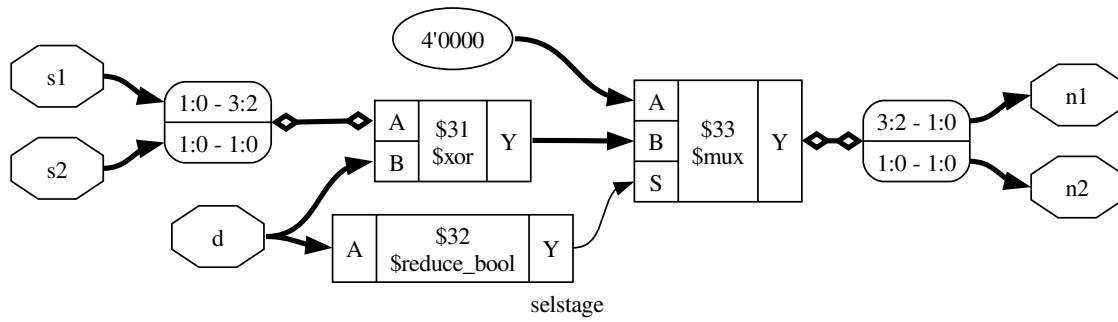 s1
s2
d
1:0 - 3:2
1:0 - 1:0
4'0000
A
B
$31
$xor
Y
A
$32
$reduce_bool
Y
A
B
S
$33
$mux
Y
3:2 - 1:0
1:0 - 1:0
n1
n2
selstage